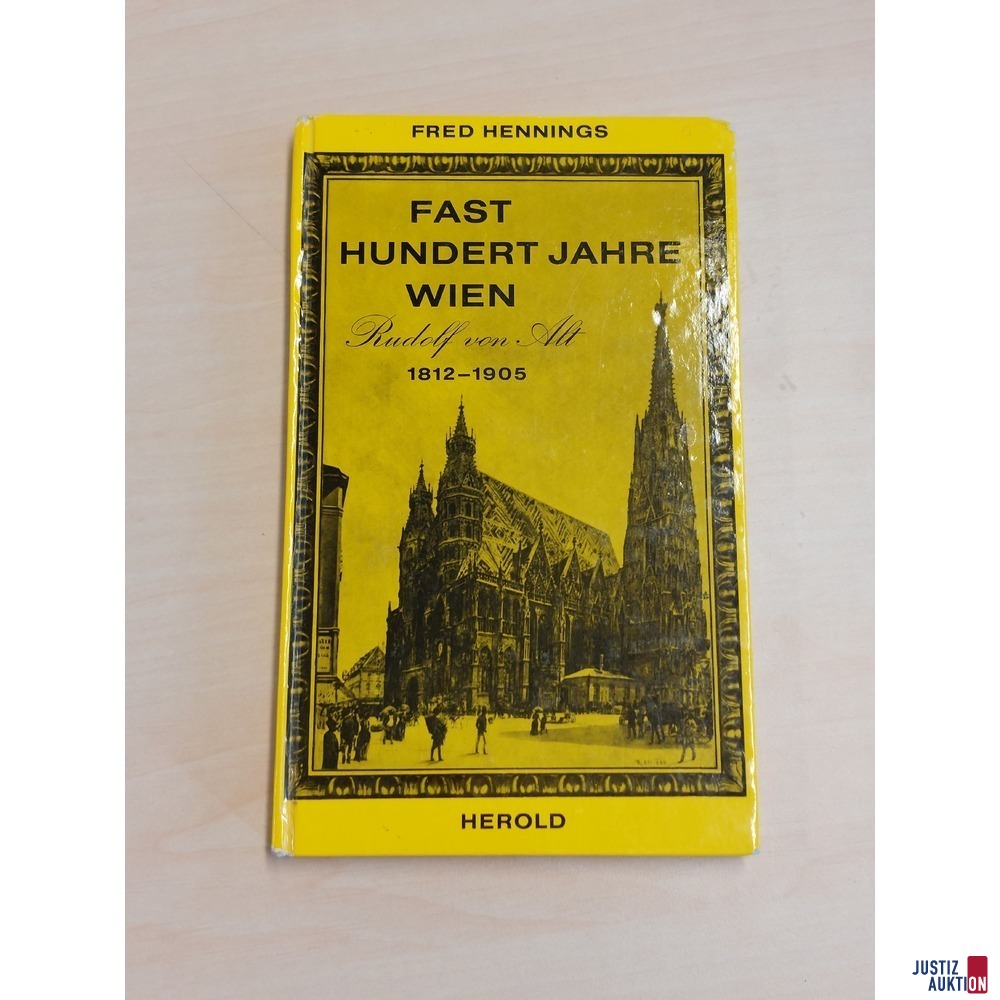 FRED HENNINGS
FAST
HUNDERT JAHRE
WIEN
Rudolf von Alt
1812–1905
HEROLD
JUSTIZ
AUKTION